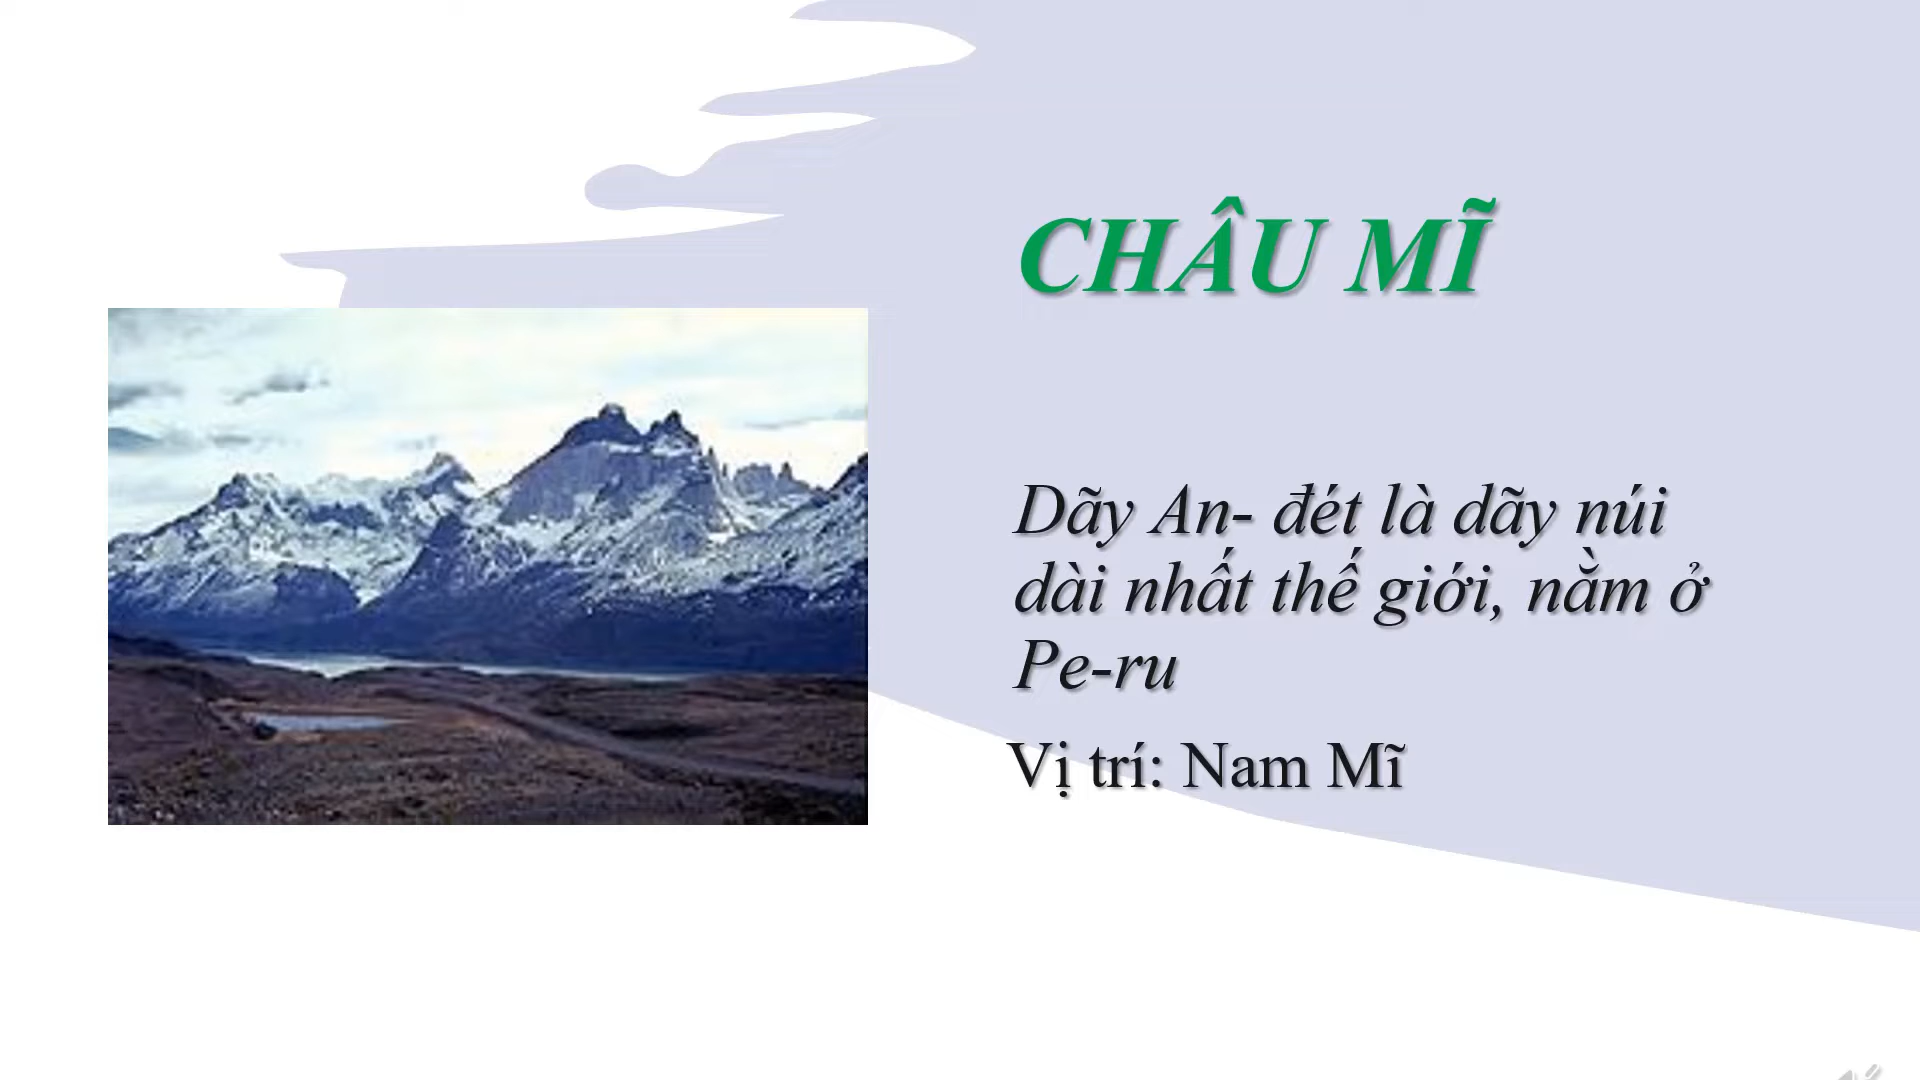 CHÂU MĨ
Dãy An- đét là dãy núi
dài nhất thế giới, nằm ở
Pe-ru
Vị trí: Nam Mĩ